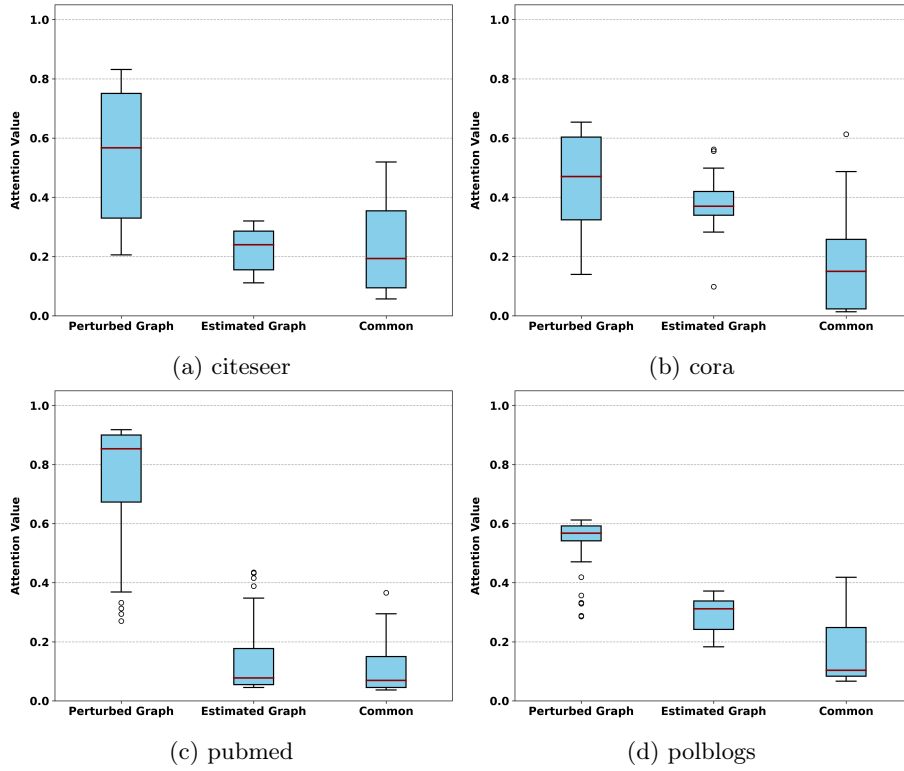 1.0
0.8
0.6
0.4
0.2
0.0
Attention Value
Perturbed Graph Estimated Graph Common
(a) citeseer
1.0
0.8
0.6
0.4
0.2
0.0
Attention Value
Perturbed Graph Estimated Graph Common
(b) cora
1.0
0.8
0.6
0.4
0.2
0.0
Attention Value
Perturbed Graph Estimated Graph Common
(c) pubmed
1.0
0.8
0.6
0.4
0.2
0.0
Attention Value
Perturbed Graph Estimated Graph Common
(d) polblogs